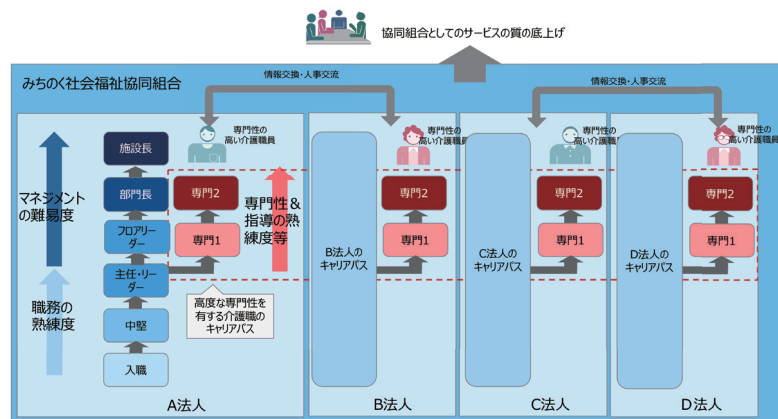 協同組合としてのサービスの質の底上げ
みちのく社会福祉協同組合
情報交換・人事交流
情報交換・人事交流
専門性の
高い介護職員
専門性の
高い介護職員
専門性の
高い介護職員
専門性の
高い介護職員
マネジメント
の難易度
職務の
熟練度
施設長
部門長
フロアリー
ダー
主任・リー
ダー
中堅
入職
専門2
専門1
専門性&
指導の熟
練度等
高度な専門性を
有する介護職の
キャリアパス
A法人
B法人の
キャリアパス
専門2
専門1
B法人
C法人の
キャリアパス
専門2
専門1
C法人
D法人の
キャリアパス
専門2
専門1
D法人